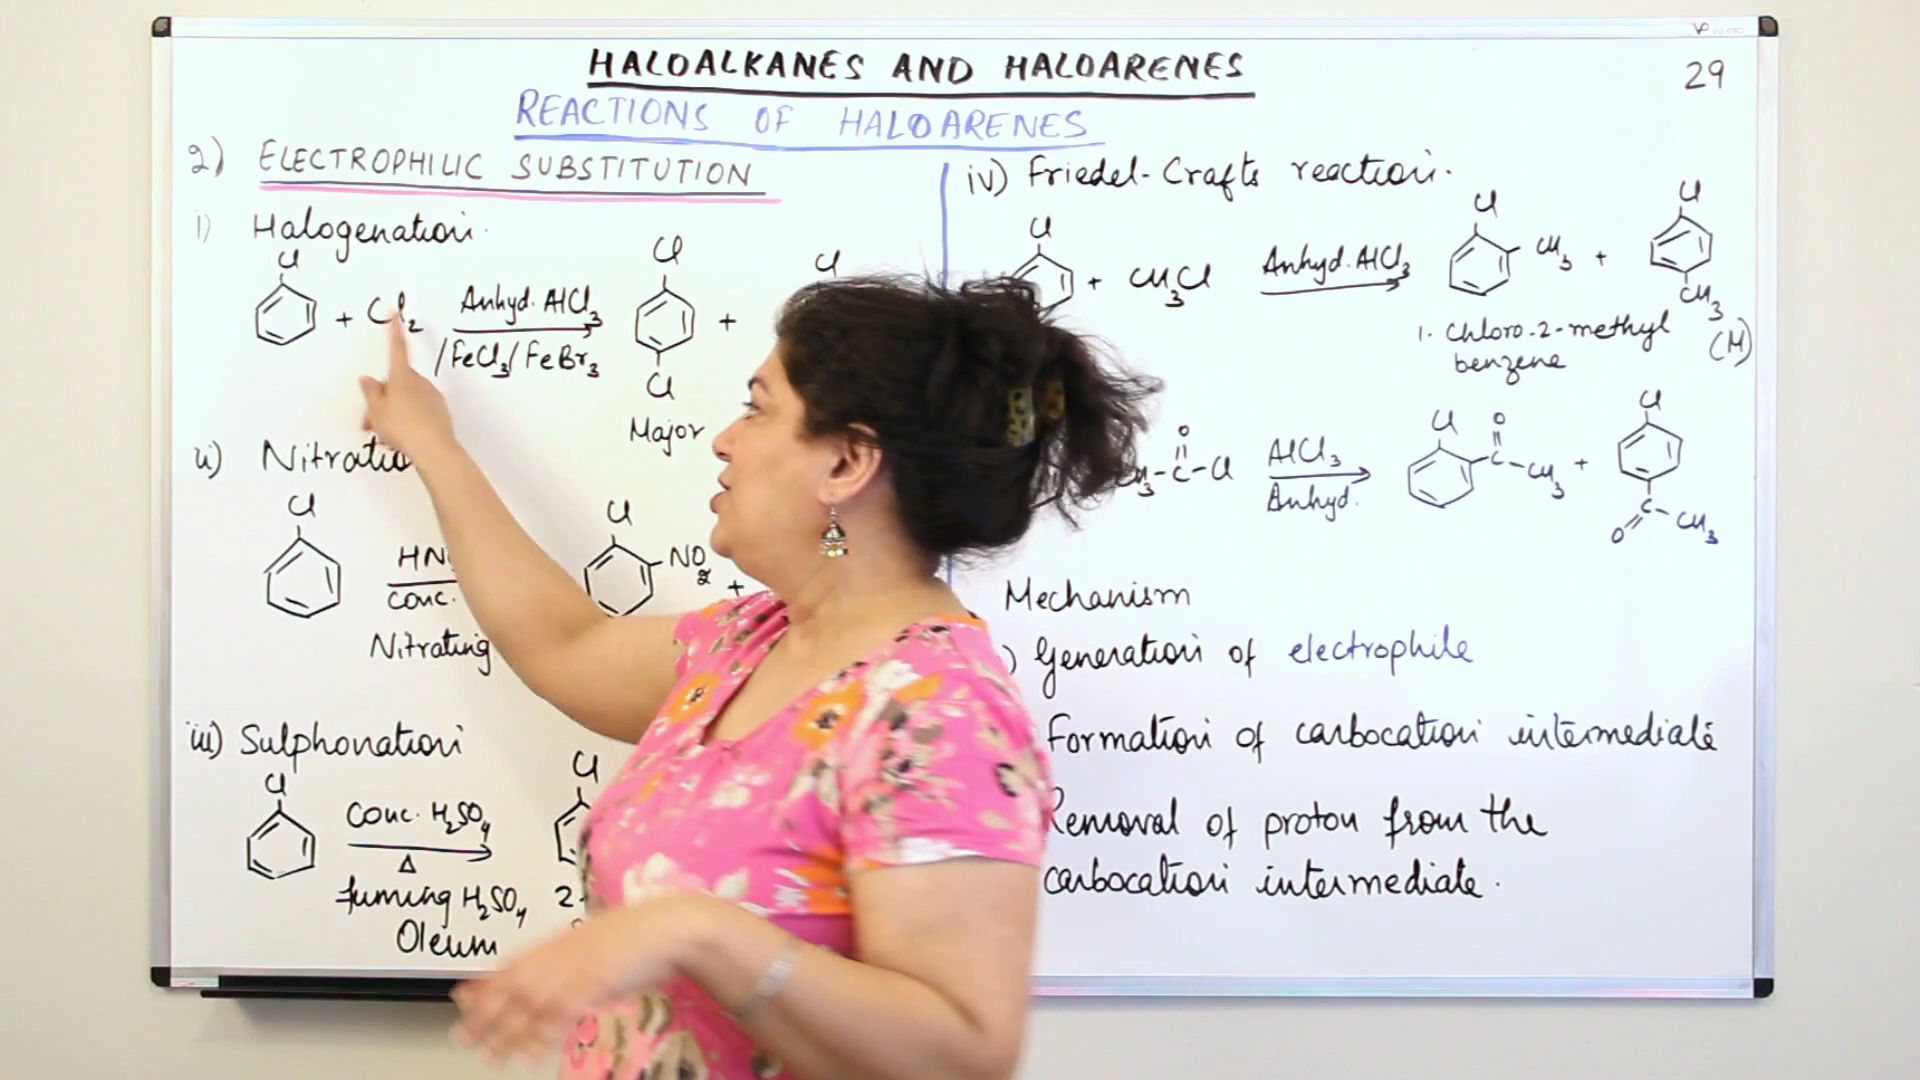 HALOALKANES AND HALOARENES
29
REACTIONS OF HALOARENES
2) ELECTROPHILIC SUBSTITUTION
i) Halogenation.
Cl Cl Cl
+ Cl2 Anhyd. AlCl3 +
/FeCl3/FeBr3
Cl
Major
ii)
Cl Cl
NO2 +
conc.
Nitrating
iii) Sulphonation
Cl Cl
Conc. H2SO4
Δ
fuming H2SO4 2
Oleum
iv) Friedel-Crafts reaction.
Cl Cl Cl
+ CH3Cl Anhyd. AlCl3 CH3 +
CH3
1. Chloro-2-methyl (M)
benzene
Cl Cl
O O
C-Cl AlCl3 C-CH3 +
Anhyd.
O C-CH3
Mechanism
) Generation of electrophile
Formation of carbocation intermediate
Removal of proton from the
carbocation intermediate.